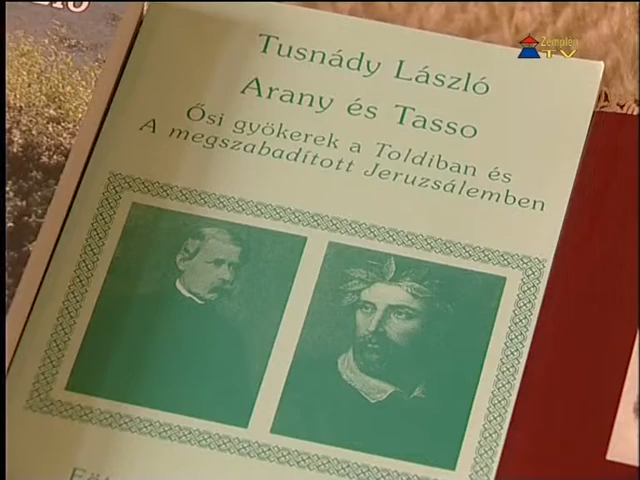 Zemplén
TV
Tusnády László
Arany és Tasso
Ősi gyökerek a Toldiban és
A megszabadított Jeruzsálemben